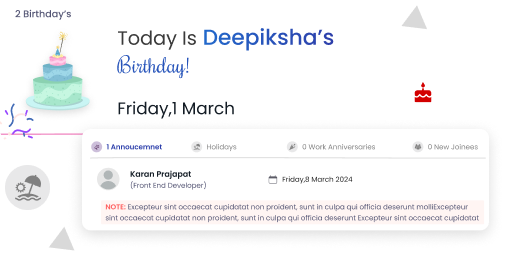 2 Birthday's
Today Is Deepiksha's
Birthday!
Friday,1 March
1 Annoucemnet
Holidays
0 Work Anniversaries
0 New Joinees
Karan Prajapat
(Front End Developer)
Friday,8 March 2024
NOTE: Excepteur sint occaecat cupidatat non proident, sunt in culpa qui officia deserunt molliExcepteur
sint occaecat cupidatat non proident, sunt in culpa qui officia deserunt Excepteur sint occaecat cupidatat